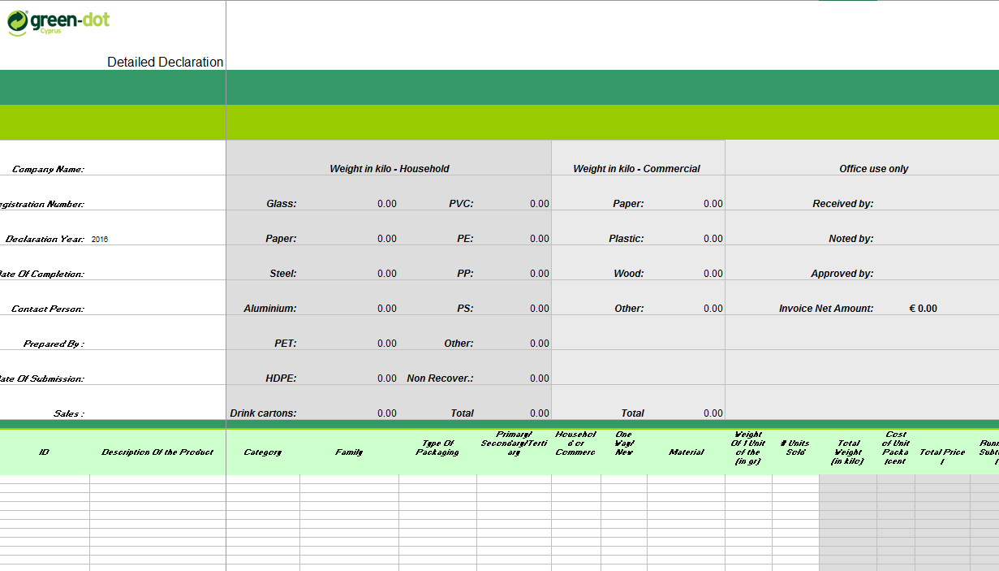 green-dot
Cyprus
Detailed Declaration
Company Name: Weight in kilo - Household Weight in kilo - Commercial Office use only
egistration Number: Glass: 0.00 PVC: 0.00 Paper: 0.00 Received by:
Declaration Year: 2016 Paper: 0.00 PE: 0.00 Plastic: 0.00 Noted by:
Date Of Completion: Steel: 0.00 PP: 0.00 Wood: 0.00 Approved by:
Contact Person: Aluminium: 0.00 PS: 0.00 Other: 0.00 Invoice Net Amount: € 0.00
Prepared By : PET: 0.00 Other: 0.00
Date Of Submission: HDPE: 0.00 Non Recover.: 0.00
Sales : Drink cartons: 0.00 Total 0.00 Total 0.00
ID
Description Of the Product
Category
Family
Type Of
Packaging
Primary/
Secondary/Terti
ary
Househol
d or
Commerc
One
Way/
New
Material
Weight
Of 1 Unit
of the
(in gr)
# Units
Sold
Total
Weight
(in kilo)
Cost
of Unit
Packa
(cent
Total Price
(
Runn
Subt
(